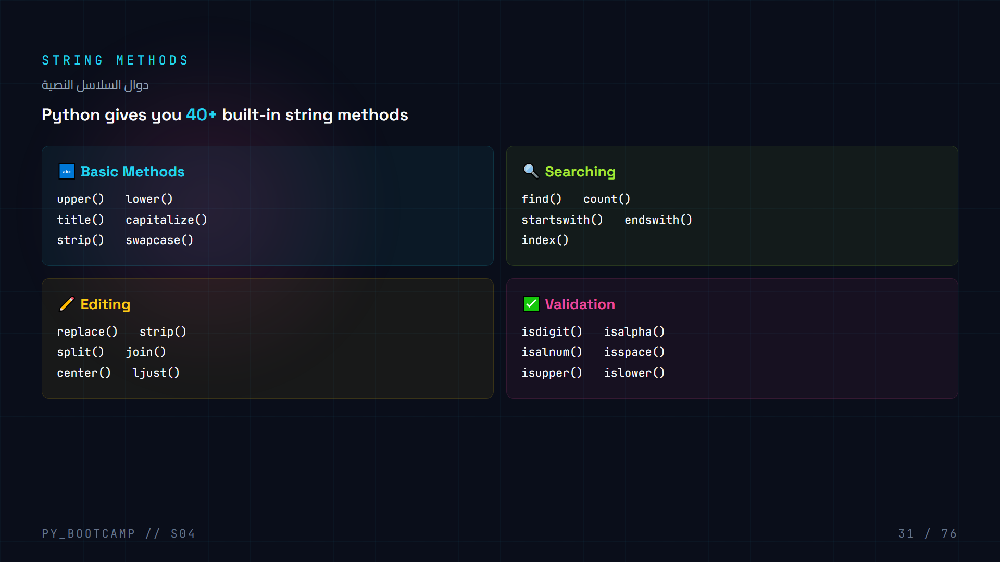 STRING METHODS
دوال السلاسل النصية
Python gives you 40+ built-in string methods
abc Basic Methods
upper() lower()
title() capitalize()
strip() swapcase()
Searching
find() count()
startswith() endswith()
index()
Editing
replace() strip()
split() join()
center() ljust()
Validation
isdigit() isalpha()
isalnum() isspace()
isupper() islower()
PY_BOOTCAMP // S04
31 / 76